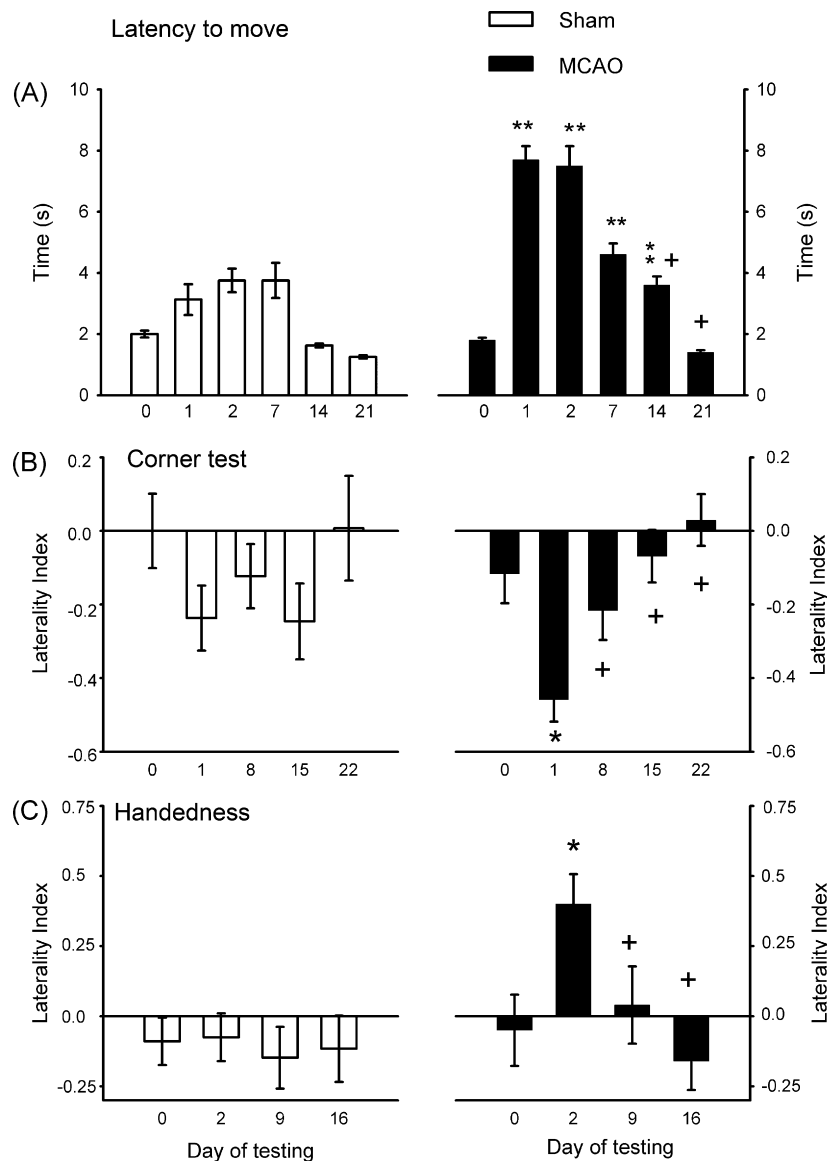 Latency to move
Sham
MCAO
(A)
10
8
6
4
2
0
Time (s)
0 1 2 7 14 21
** ** ** ** + +
10
8
6
4
2
0
Time (s)
0 1 2 7 14 21
(B)
Corner test
0.2
0.0
-0.2
-0.4
-0.6
Laterality Index
0 1 8 15 22
* + + +
0.2
0.0
-0.2
-0.4
-0.6
Laterality Index
0 1 8 15 22
(C)
Handedness
0.75
0.5
0.25
0.0
-0.25
Laterality Index
0 2 9 16
Day of testing
* + +
0.75
0.5
0.25
0.0
-0.25
Laterality Index
0 2 9 16
Day of testing